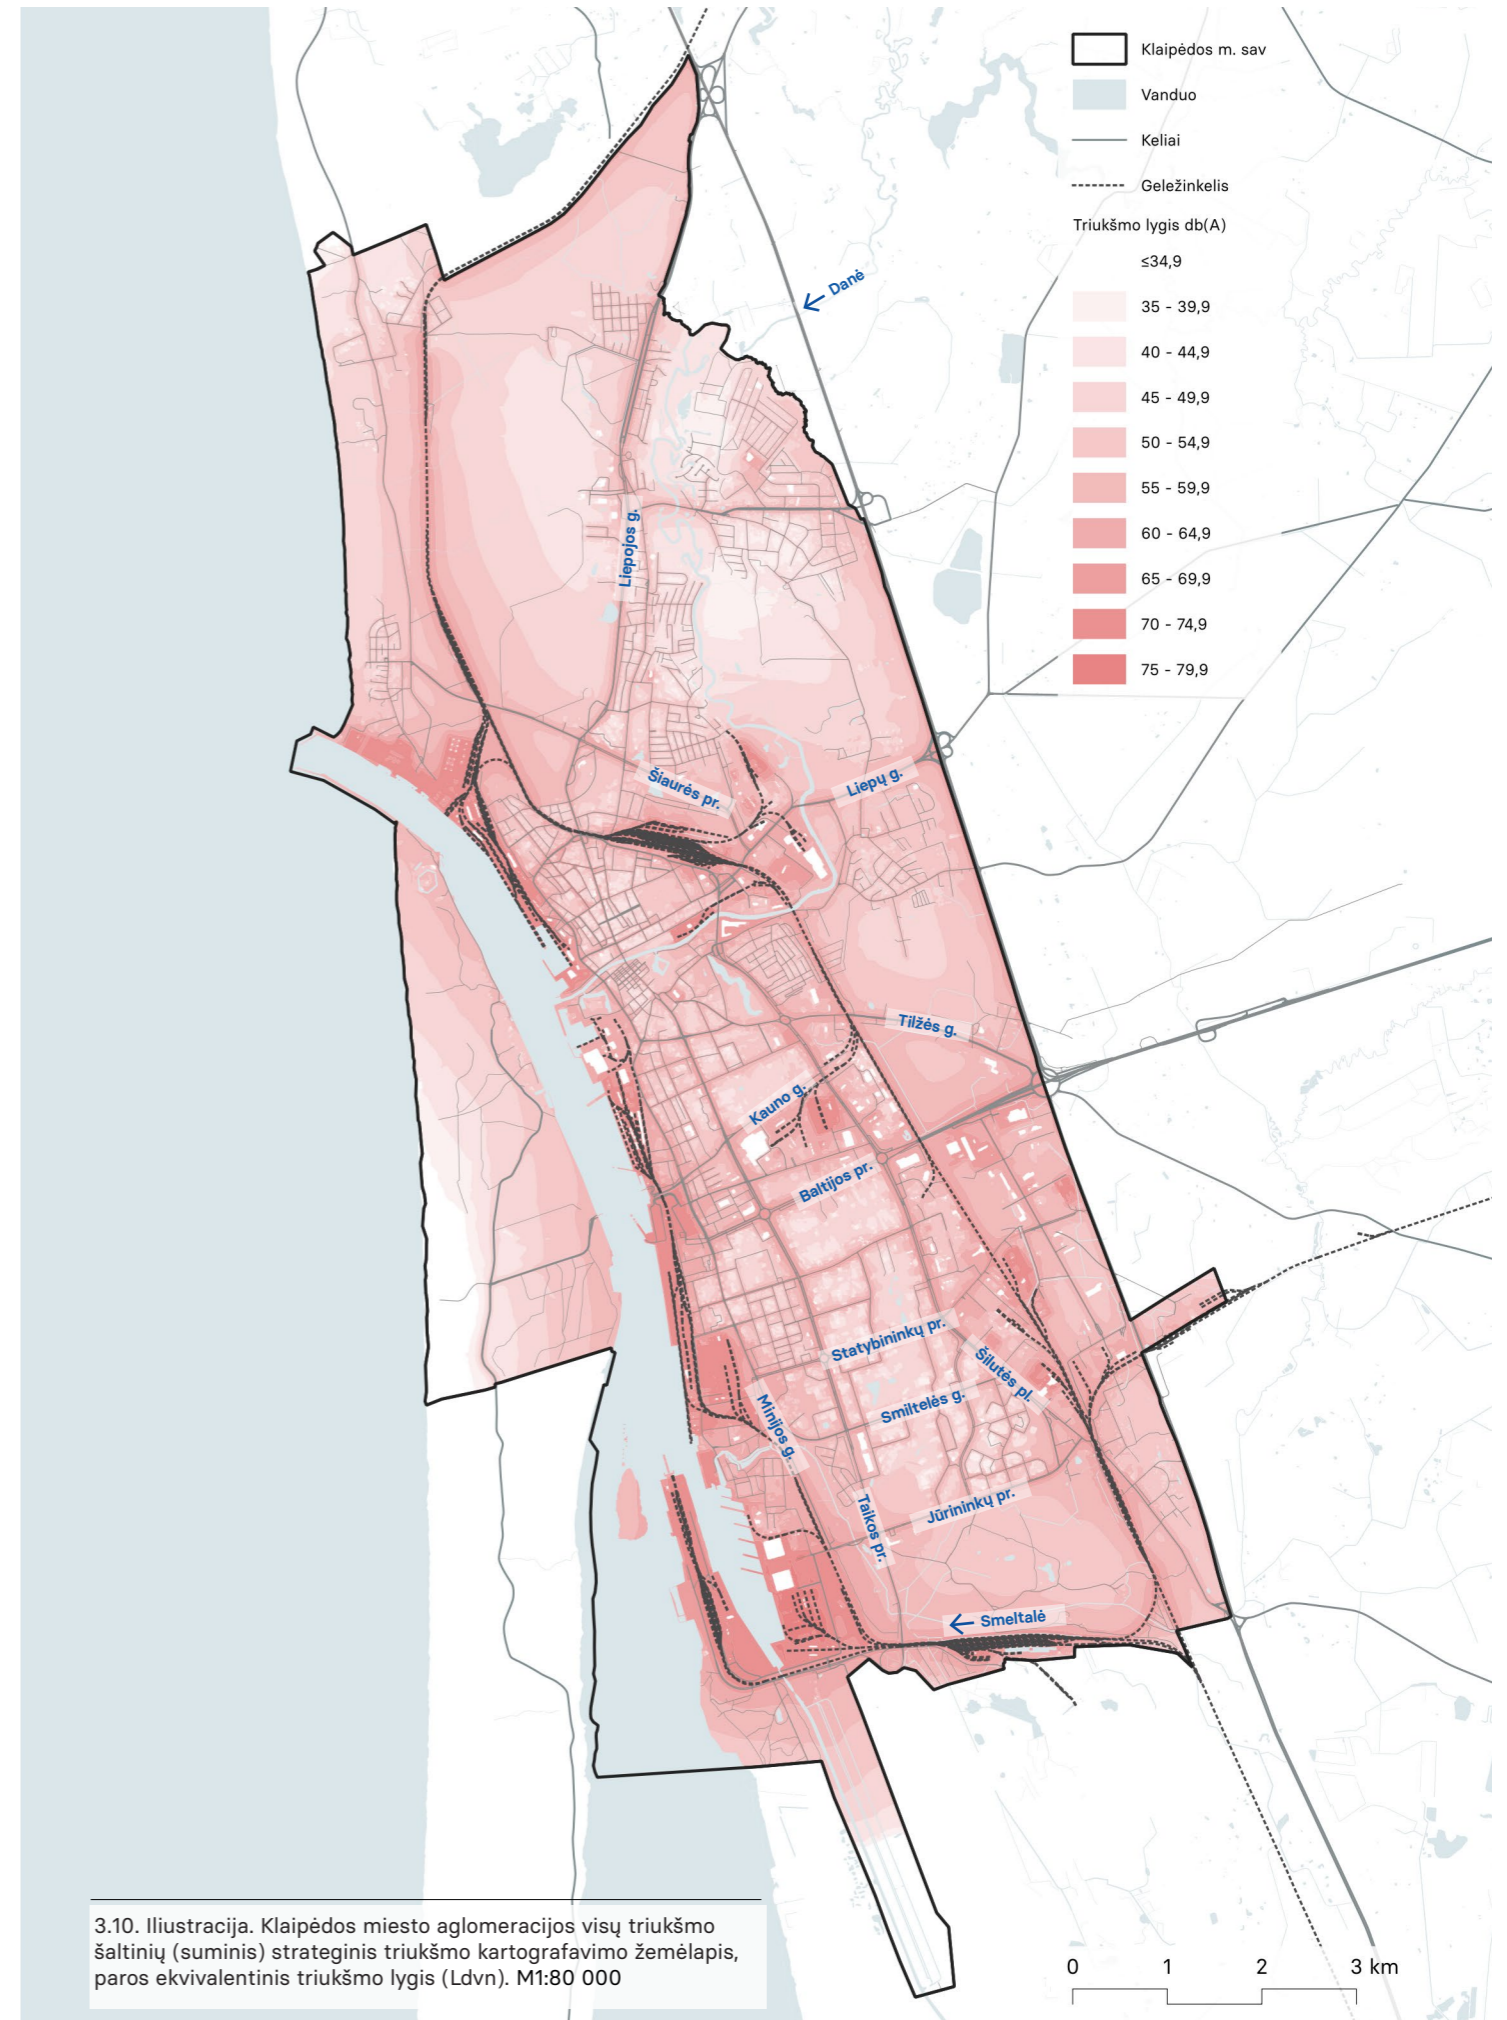 Klaipėdos m. sav
Vanduo
Keliai
Geležinkelis
Triukšmo lygis db(A)
≤34,9
35 - 39,9
40 - 44,9
45 - 49,9
50 - 54,9
55 - 59,9
60 - 64,9
65 - 69,9
70 - 74,9
75 - 79,9
Danė
Liepojos g.
Šiaurės pr.
Liepų g.
Tilžės g.
Kauno g.
Baltijos pr.
Statybininkų pr.
Šilutės pl.
Smiltelės g.
Minijos g.
Taikos pr.
Jūrininkų pr.
Smeltalė
3.10. Iliustracija. Klaipėdos miesto aglomeracijos visų triukšmo
šaltinių (suminis) strateginis triukšmo kartografavimo žemėlapis,
paros ekvivalentinis triukšmo lygis (Ldvn). M1:80 000
0 1 2 3 km